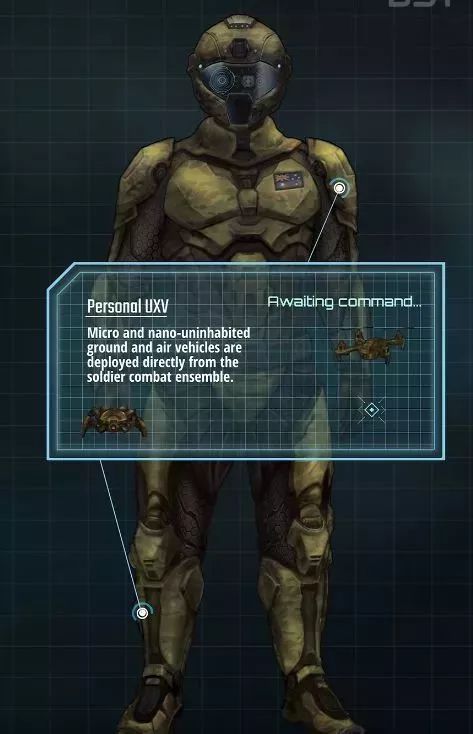 Personal UXV
Awaiting command...
Micro and nano-uninhabited
ground and air vehicles are
deployed directly from the
soldier combat ensemble.